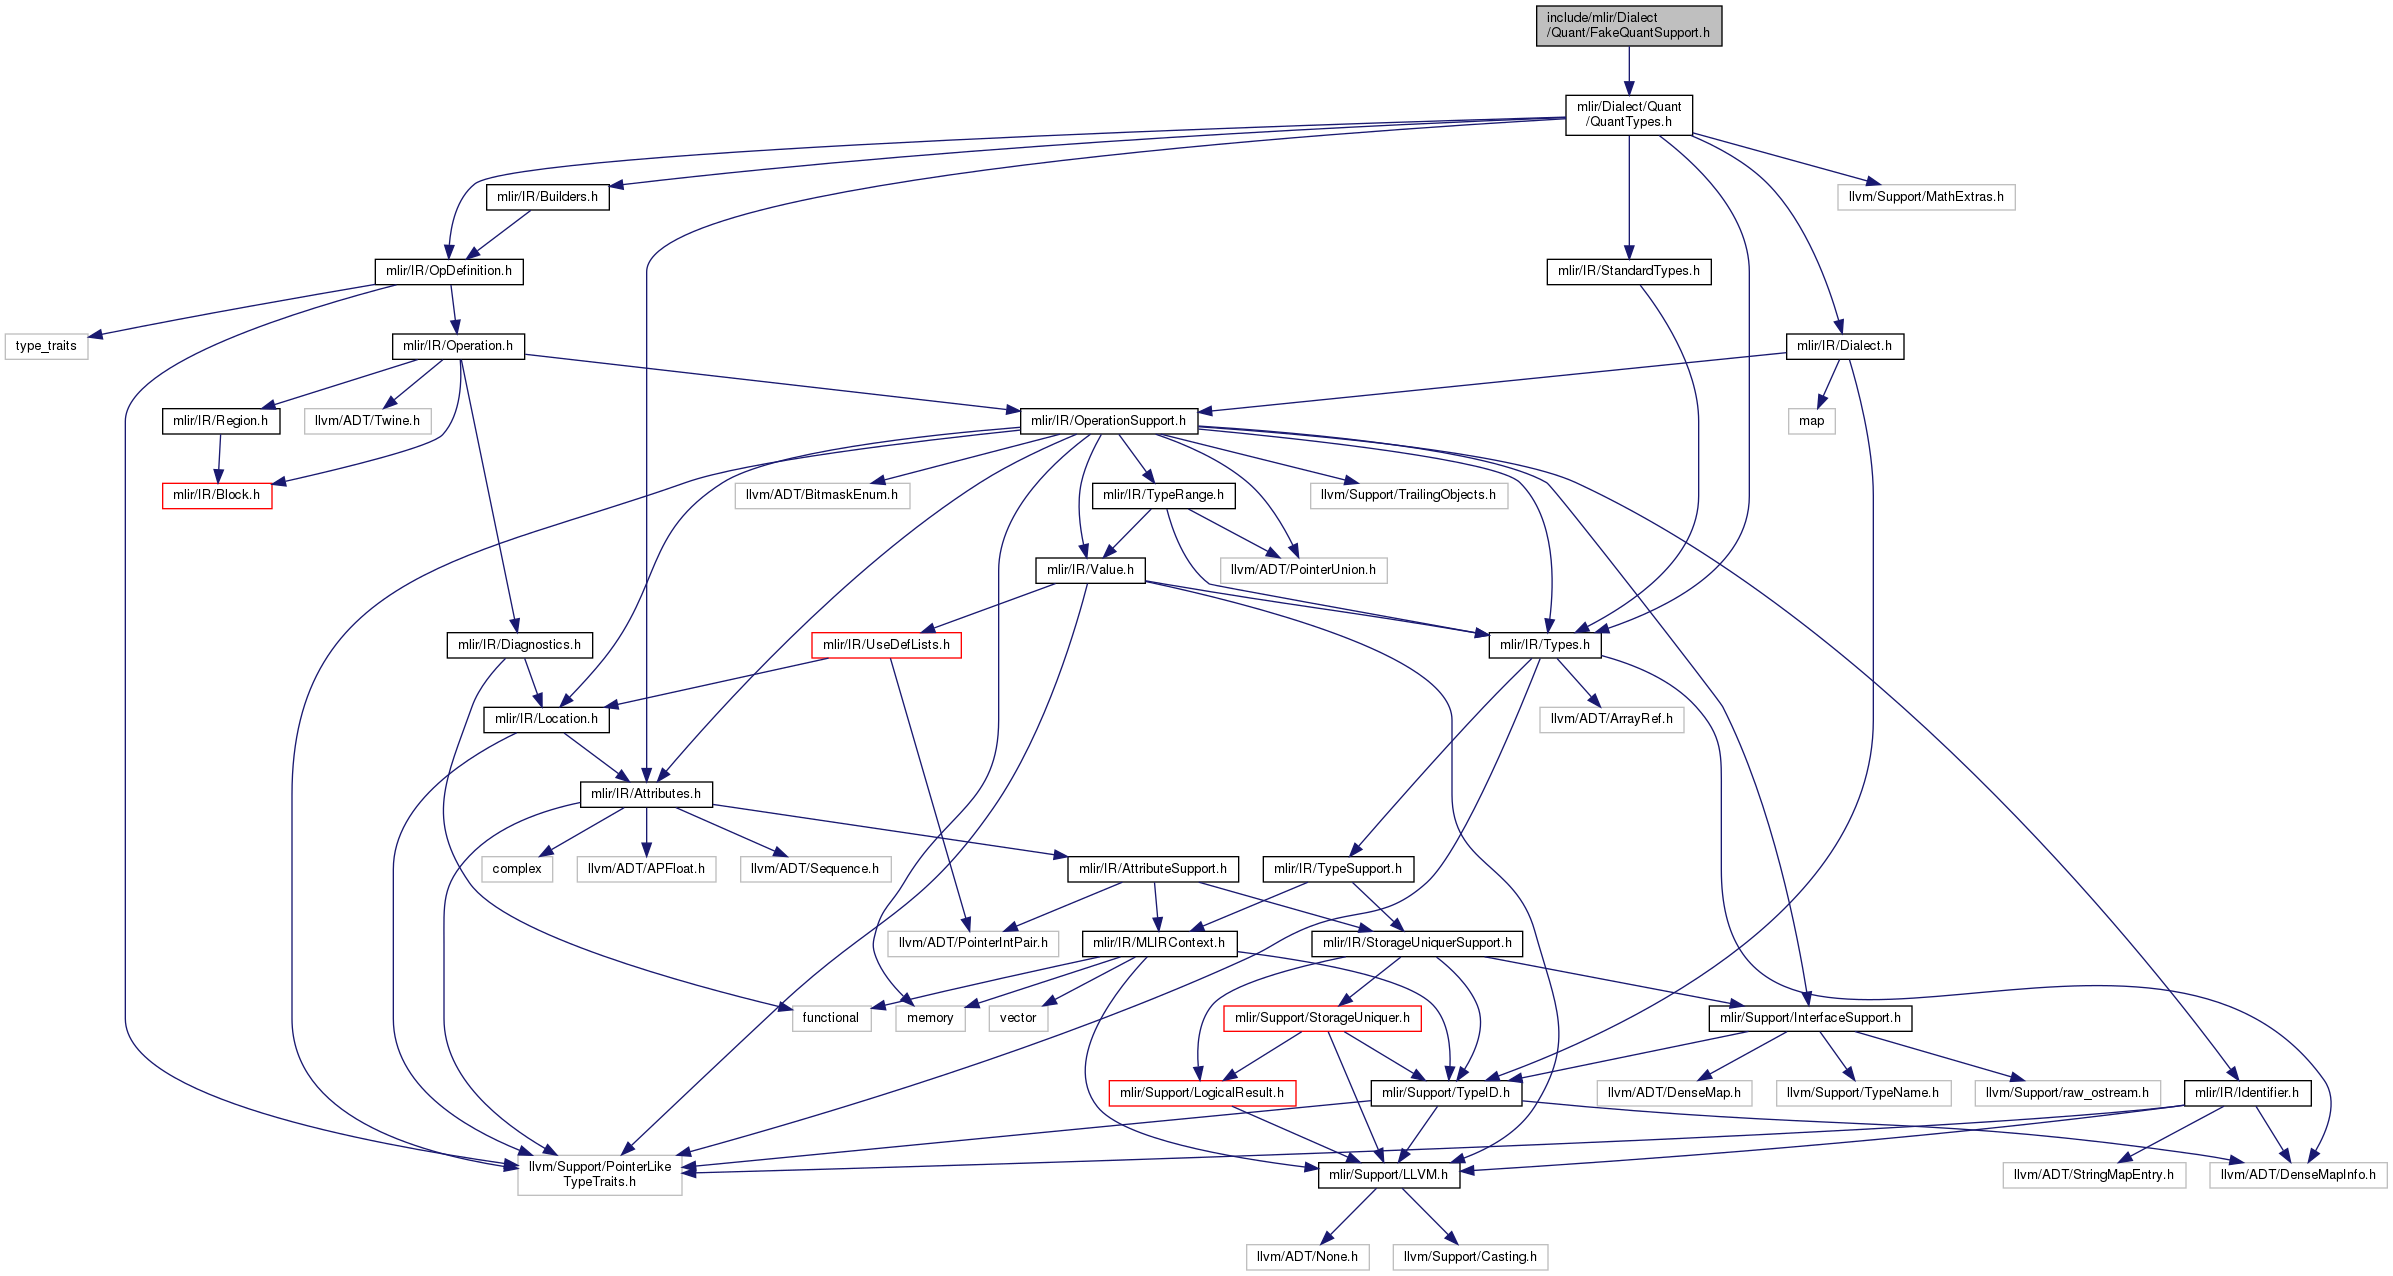 include/mlir/Dialect
/Quant/FakeQuantSupport.h
mlir/Dialect/Quant
/QuantTypes.h
mlir/IR/Builders.h
llvm/Support/MathExtras.h
mlir/IR/OpDefinition.h
mlir/IR/StandardTypes.h
type_traits
mlir/IR/Operation.h
mlir/IR/Dialect.h
mlir/IR/Region.h
llvm/ADT/Twine.h
mlir/IR/OperationSupport.h
map
mlir/IR/Block.h
llvm/ADT/BitmaskEnum.h
mlir/IR/TypeRange.h
llvm/Support/TrailingObjects.h
mlir/IR/Value.h
llvm/ADT/PointerUnion.h
mlir/IR/Diagnostics.h
mlir/IR/UseDefLists.h
mlir/IR/Types.h
mlir/IR/Location.h
llvm/ADT/ArrayRef.h
mlir/IR/Attributes.h
complex
llvm/ADT/APFloat.h
llvm/ADT/Sequence.h
mlir/IR/AttributeSupport.h
mlir/IR/TypeSupport.h
llvm/ADT/PointerIntPair.h
mlir/IR/MLIRContext.h
mlir/IR/StorageUniquerSupport.h
functional
memory
vector
mlir/Support/StorageUniquer.h
mlir/Support/InterfaceSupport.h
mlir/Support/LogicalResult.h
mlir/Support/TypeID.h
llvm/ADT/DenseMap.h
llvm/Support/TypeName.h
llvm/Support/raw_ostream.h
mlir/IR/Identifier.h
llvm/Support/PointerLike
TypeTraits.h
mlir/Support/LLVM.h
llvm/ADT/StringMapEntry.h
llvm/ADT/DenseMapInfo.h
llvm/ADT/None.h
llvm/Support/Casting.h